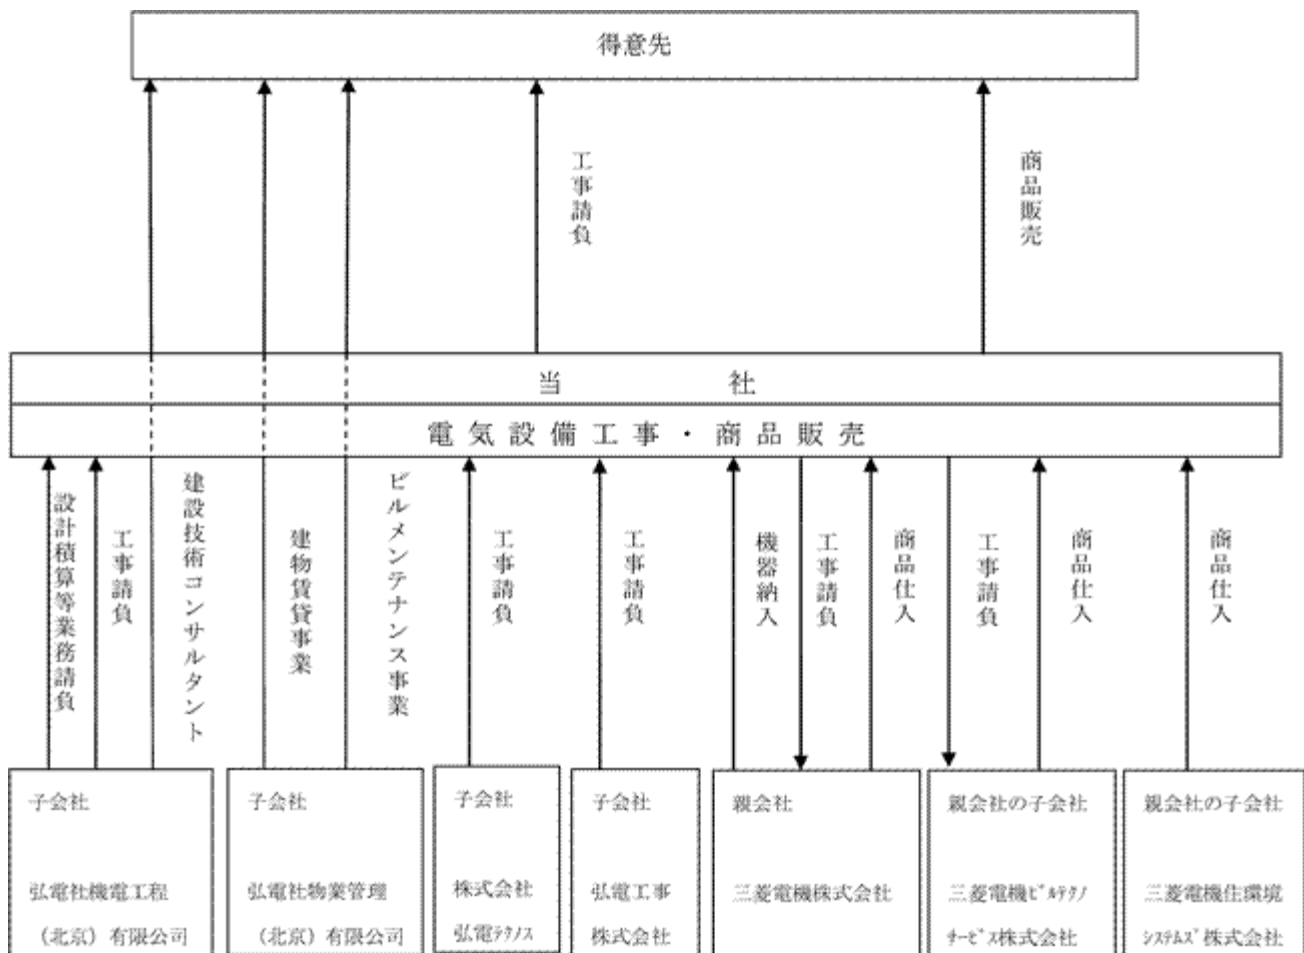 得意先
工事請負
商品販売
当社
電気設備工事・商品販売
設計積算等業務請負
工事請負
建設技術コンサルタント
建物賃貸事業
ビルメンテナンス事業
工事請負
工事請負
機器納入
工事請負
商品仕入
工事請負
商品仕入
商品仕入
子会社
弘電社機電工程
（北京）有限公司
子会社
弘電社物業管理
（北京）有限公司
子会社
株式会社
弘電ﾃｸﾉｽ
子会社
弘電工事
株式会社
親会社
三菱電機株式会社
親会社の子会社
三菱電機ﾋﾞﾙﾃｸﾉ
ｻｰﾋﾞｽ株式会社
親会社の子会社
三菱電機住環境
ｼｽﾃﾑｽﾞ株式会社